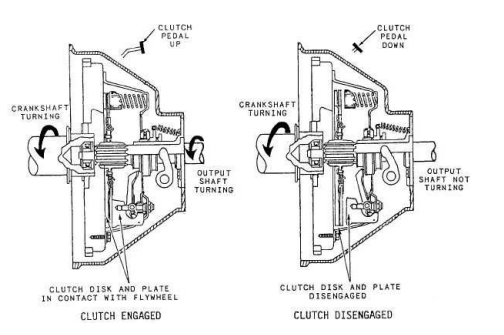 CLUTCH
PEDAL
UP
CRANKSHAFT
TURNING
OUTPUT
SHAFT
TURNING
CLUTCH DISK AND PLATE
IN CONTACT WITH FLYWHEEL
CLUTCH ENGAGED
CLUTCH
PEDAL
DOWN
CRANKSHAFT
TURNING
OUTPUT
SHAFT NOT
TURNING
CLUTCH DISK AND PLATE
DISENGAGED
CLUTCH DISENGAGED